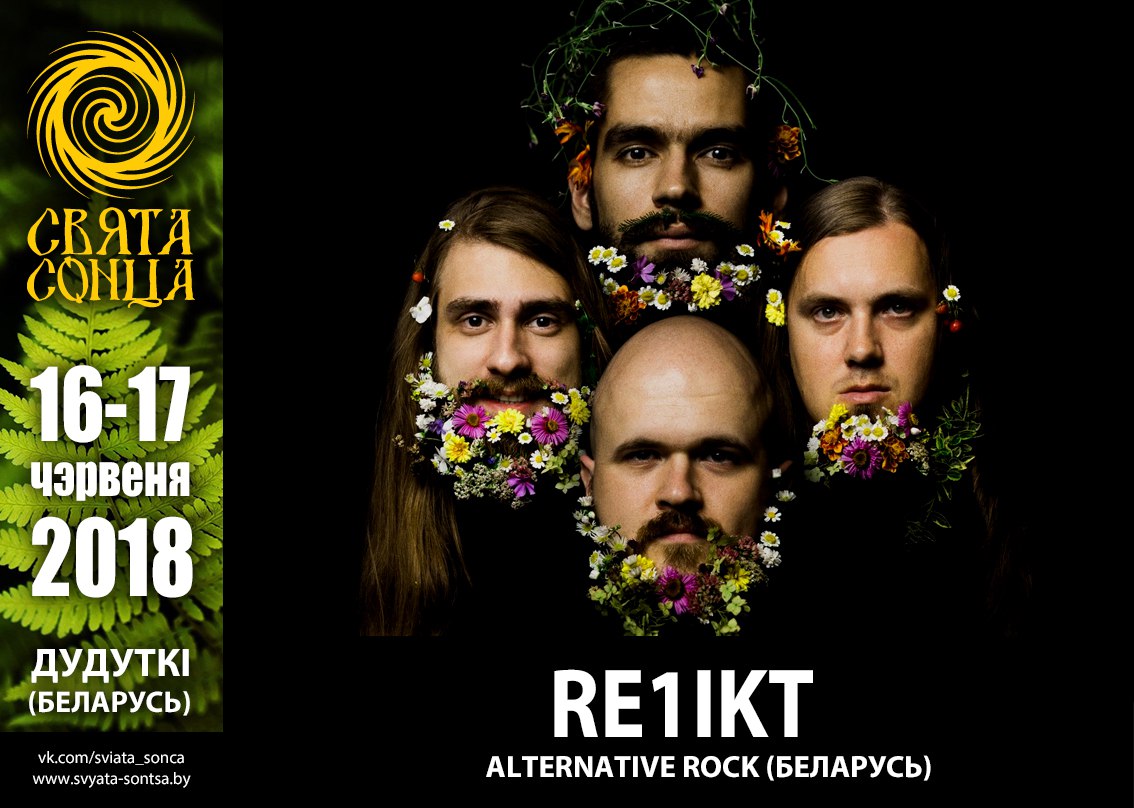 СВЯТА
СОНЦА
16-17
чэрвеня
2018
ДУДУТКІ
(БЕЛАРУСЬ)
vk.com/sviata_sonca
www.svyata-sontsa.by
RE1IKT
ALTERNATIVE ROCK (БЕЛАРУСЬ)